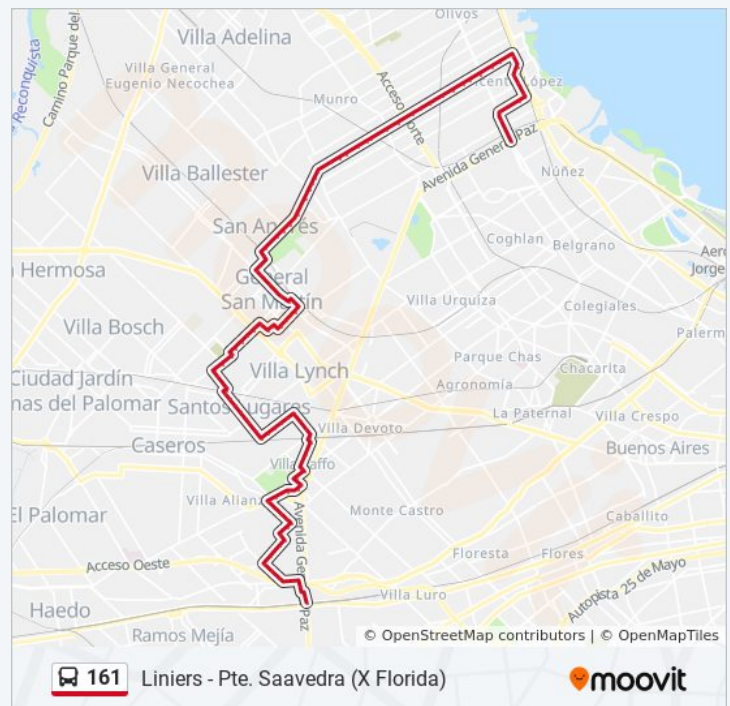 Olivos
Villa Adelina
Villa General
Eugenio Necochea
Camino Parque del
Reconquista
Munro
Acceso Norte
Vicente López
Avenida General Paz
Villa Ballester
Núñez
San Andrés
Coghlan
Belgrano
Aero
Jorge
Hermosa
General
San Martín
Villa Urquiza
Colegiales
Villa Bosch
Palerm
Parque Chas
Villa Lynch
Chacarita
Ciudad Jardín
mas del Palomar
Agronomía
Santos Lugares
La Paternal
Villa Crespo
Villa Devoto
Caseros
Buenos Aires
Villa Raffo
Villa Alianza
El Palomar
Monte Castro
Avenida General Paz
Caballito
Floresta
Flores
Acceso Oeste
Autopista 25 de Mayo
Villa Luro
Haedo
Ramos Mejía
© OpenStreetMap contributors | © OpenMapTiles
161 Liniers - Pte. Saavedra (X Florida)
moovit